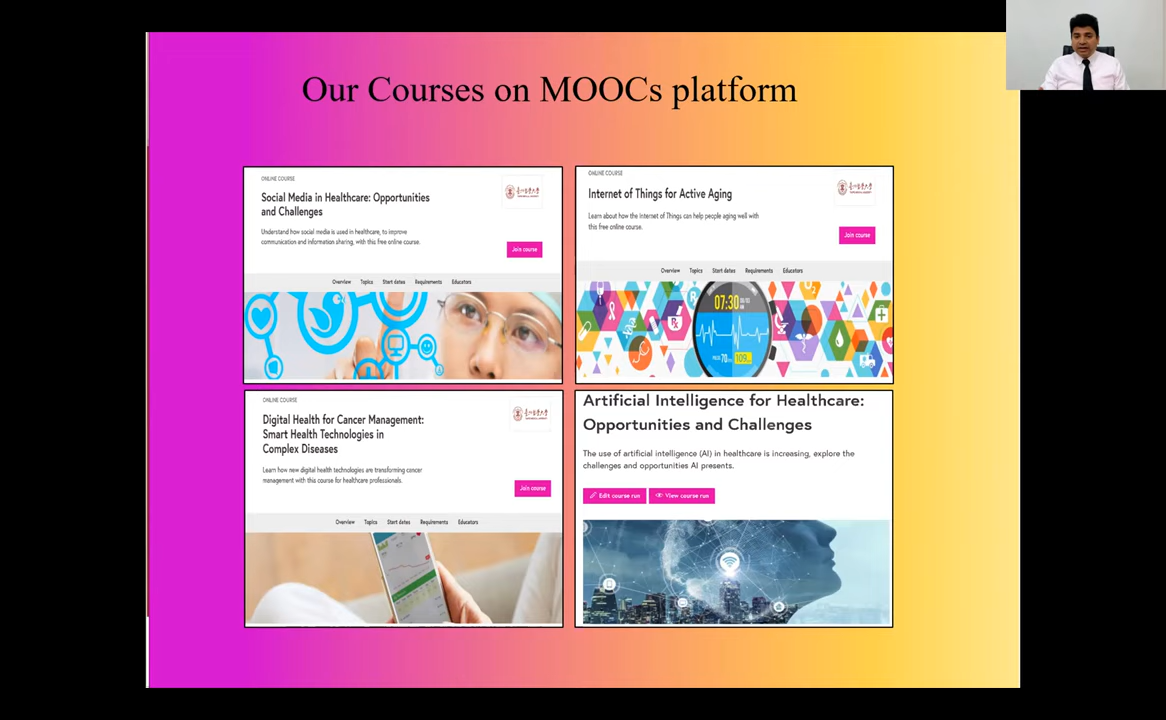 Our Courses on MOOCs platform
ONLINE COURSE
Social Media in Healthcare: Opportunities
and Challenges
Understand how social media is used in healthcare, to improve
communication and information sharing, with this free online course.
Join course
Overview Topics Start dates Requirements Educators
ONLINE COURSE
Internet of Things for Active Aging
Learn about how the Internet of Things can help people aging well with
this free online course.
Join course
Overview Topics Start dates Requirements Educators
07:30
109
ONLINE COURSE
Digital Health for Cancer Management:
Smart Health Technologies in
Complex Diseases
Learn how new digital health technologies are transforming cancer
management with this course for healthcare professionals.
Join course
Overview Topics Start dates Requirements Educators
Artificial Intelligence for Healthcare:
Opportunities and Challenges
The use of artificial intelligence (AI) in healthcare is increasing, explore the
challenges and opportunities AI presents.
Edit course run View course run